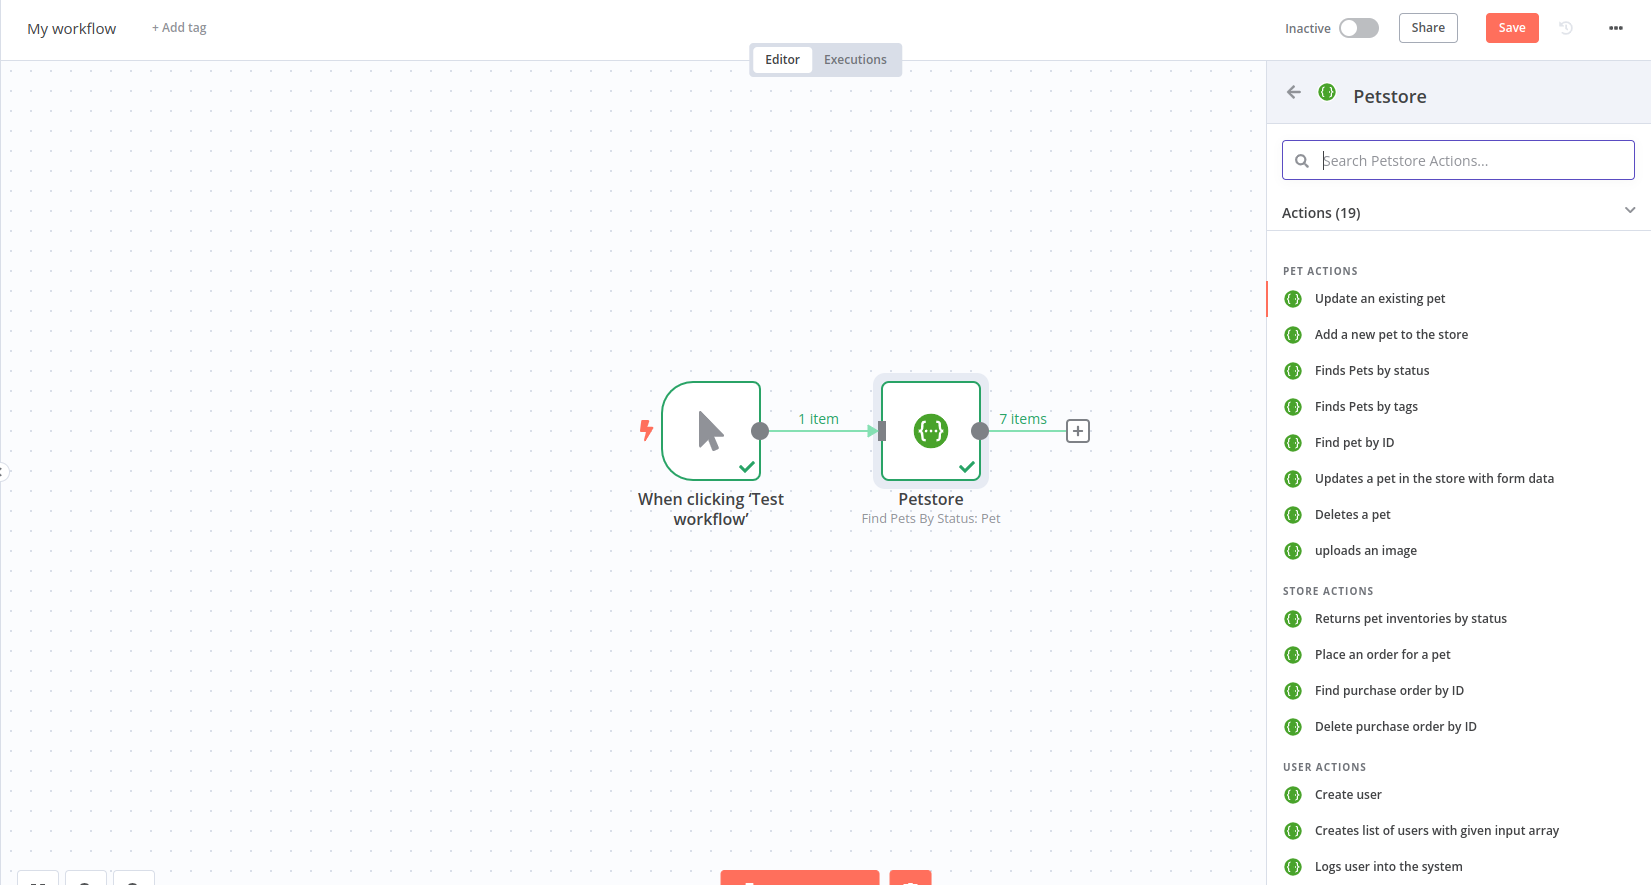 My workflow
+ Add tag
Inactive
Share
Save
Editor
Executions
Petstore
Search Petstore Actions...
Actions (19)
PET ACTIONS
Update an existing pet
Add a new pet to the store
Finds Pets by status
Finds Pets by tags
Find pet by ID
Updates a pet in the store with form data
Deletes a pet
uploads an image
STORE ACTIONS
Returns pet inventories by status
Place an order for a pet
Find purchase order by ID
Delete purchase order by ID
USER ACTIONS
Create user
Creates list of users with given input array
Logs user into the system
1 item
7 items
When clicking ‘Test
workflow’
Petstore
Find Pets By Status: Pet